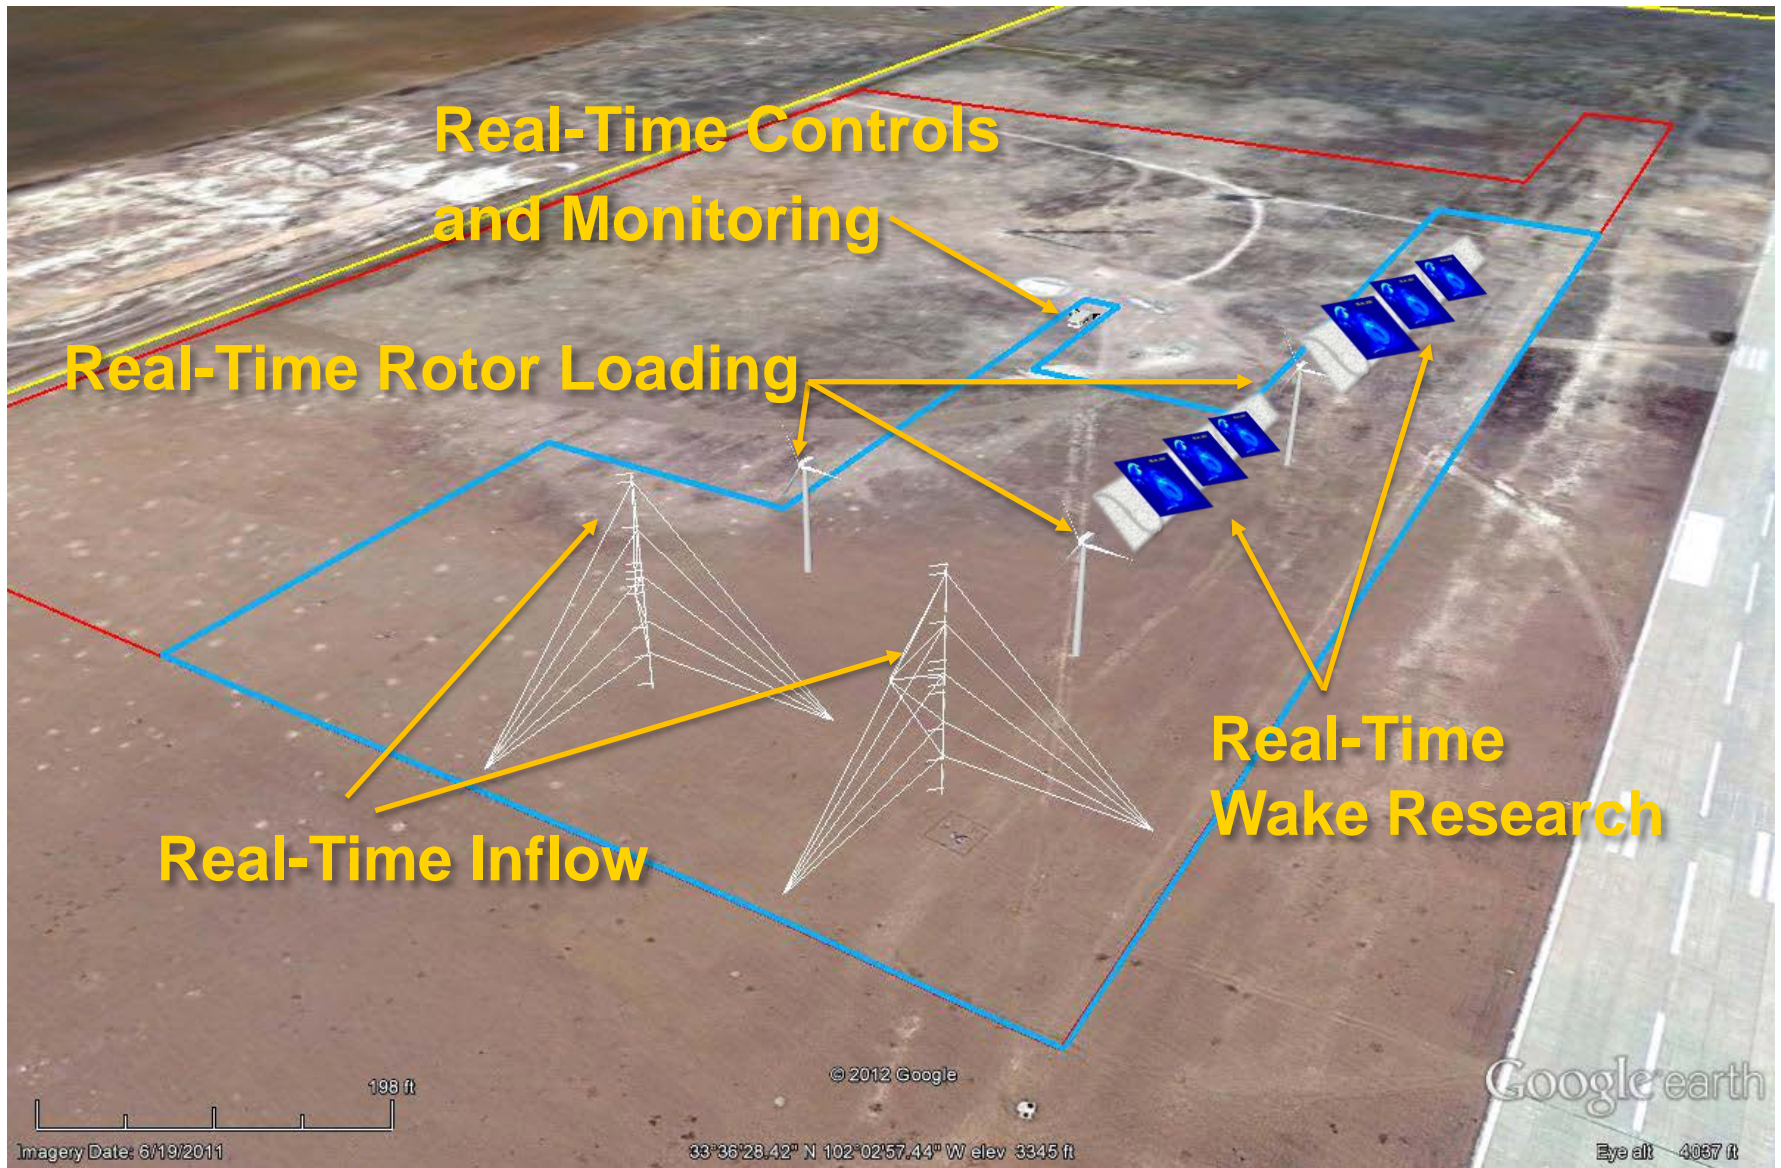 Real-Time Controls
and Monitoring
Real-Time Rotor Loading
Real-Time
Wake Research
Real-Time Inflow
© 2012 Google
Google earth
198 ft
Imagery Date: 6/19/2011
33°36'28.42" N 102°02'57.44" W elev 3345 ft
Eye alt 4037 ft